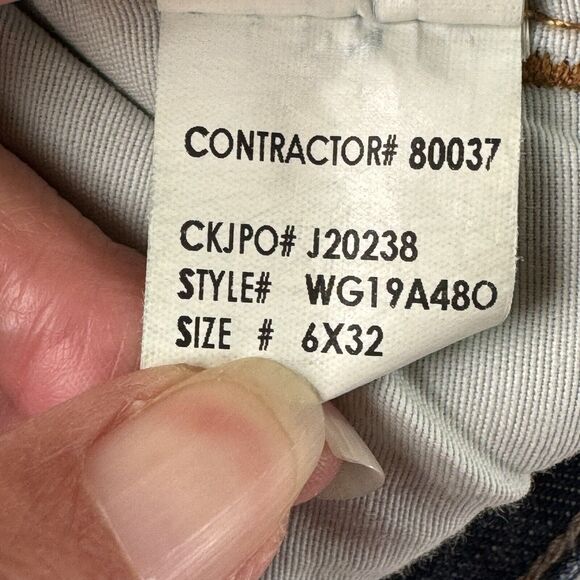 CONTRACTOR# 80037
CKJPO# J20238
STYLE# WG19A48O
SIZE # 6X32